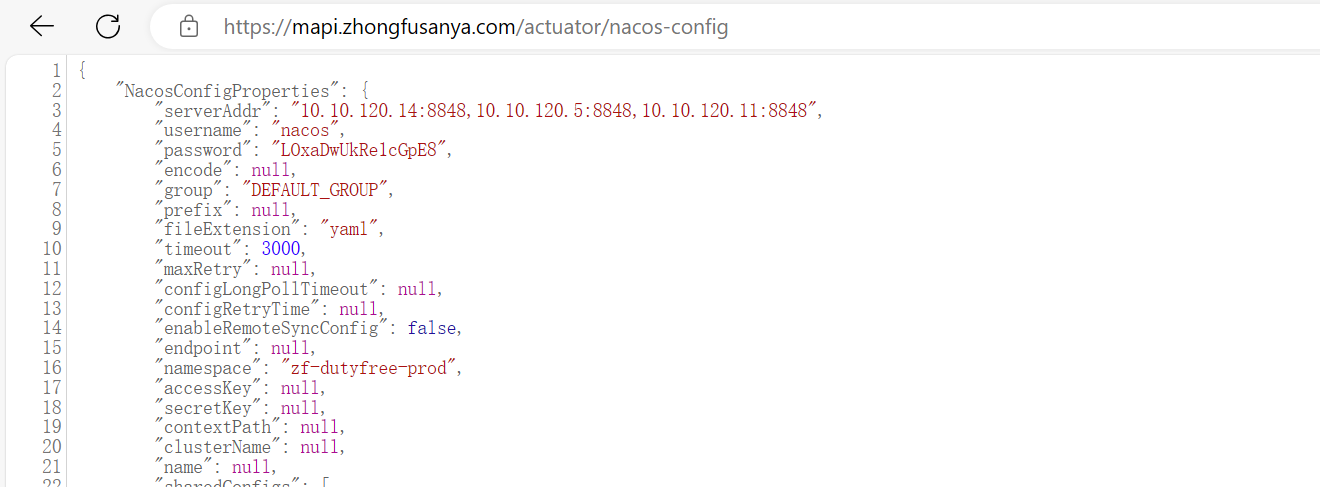 https://mapi.zhongfusanya.com/actuator/nacos-config
1 {
2 "NacosConfigProperties": {
3 "serverAddr": "10.10.120.14:8848,10.10.120.5:8848,10.10.120.11:8848",
4 "username": "nacos",
5 "password": "LOxaDwUkRelcGpE8",
6 "encode": null,
7 "group": "DEFAULT_GROUP",
8 "prefix": null,
9 "fileExtension": "yaml",
10 "timeout": 3000,
11 "maxRetry": null,
12 "configLongPollTimeout": null,
13 "configRetryTime": null,
14 "enableRemoteSyncConfig": false,
15 "endpoint": null,
16 "namespace": "zf-dutyfree-prod",
17 "accessKey": null,
18 "secretKey": null,
19 "contextPath": null,
20 "clusterName": null,
21 "name": null,
22 "sharedConfigs": [